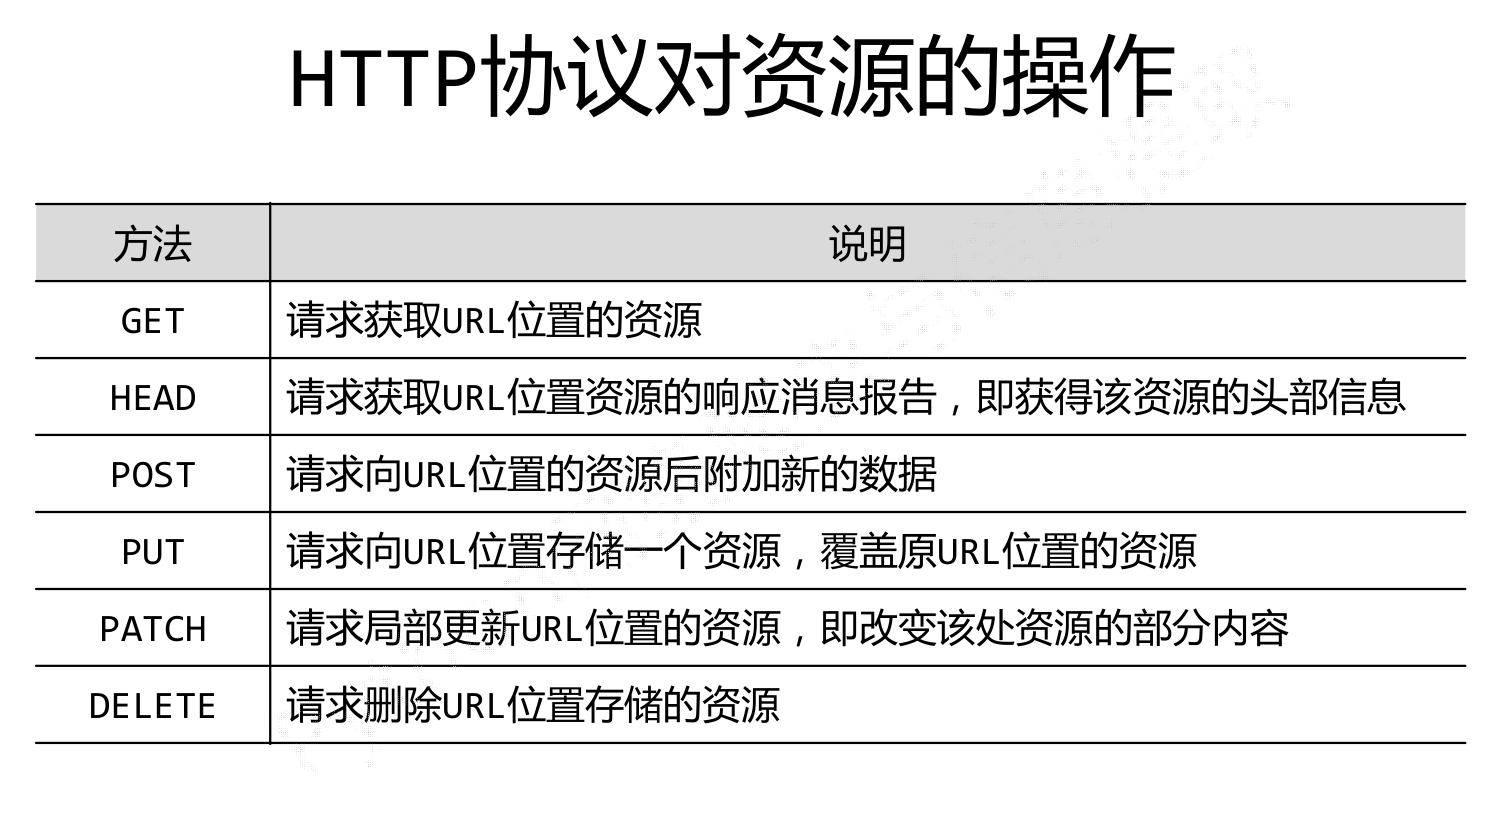 HTTP协议对资源的操作
方法 说明
GET 请求获取URL位置的资源
HEAD 请求获取URL位置资源的响应消息报告，即获得该资源的头部信息
POST 请求向URL位置的资源后附加新的数据
PUT 请求向URL位置存储一个资源，覆盖原URL位置的资源
PATCH 请求局部更新URL位置的资源，即改变该处资源的部分内容
DELETE 请求删除URL位置存储的资源